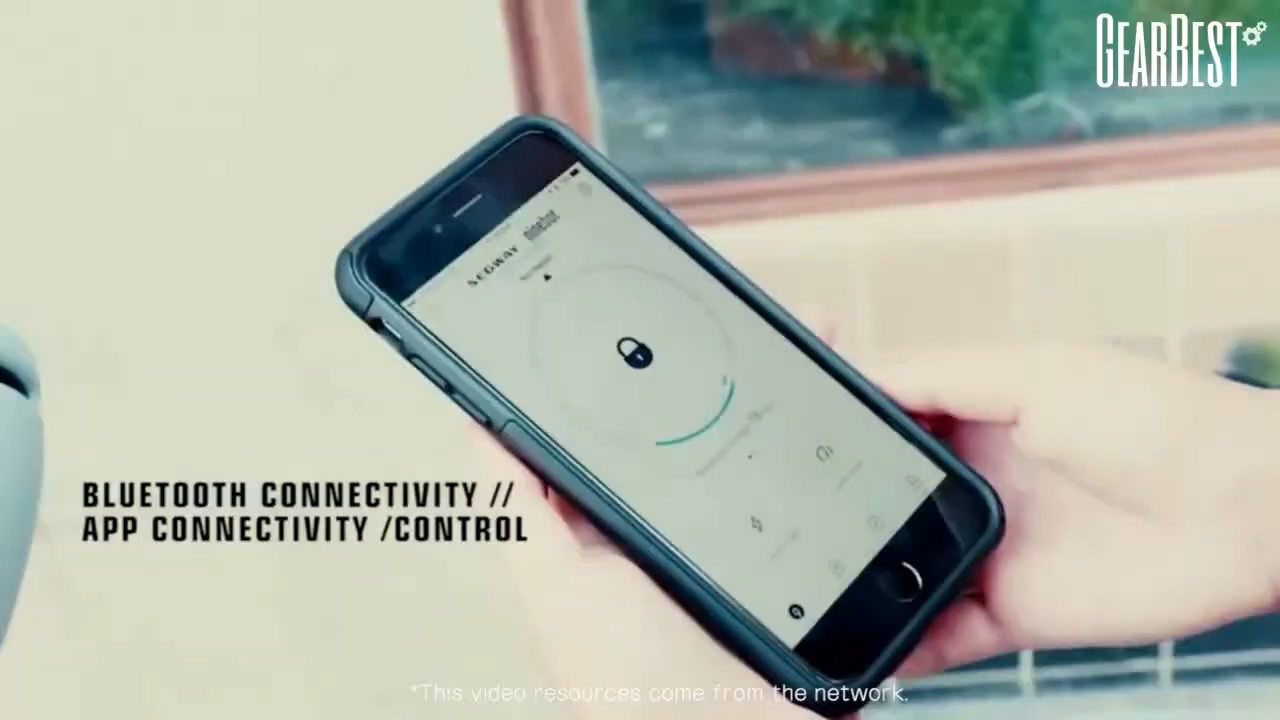 GEARBEST
SEGWAY ninebot
BLUETOOTH CONNECTIVITY //
APP CONNECTIVITY /CONTROL
*This video resources come from the network.